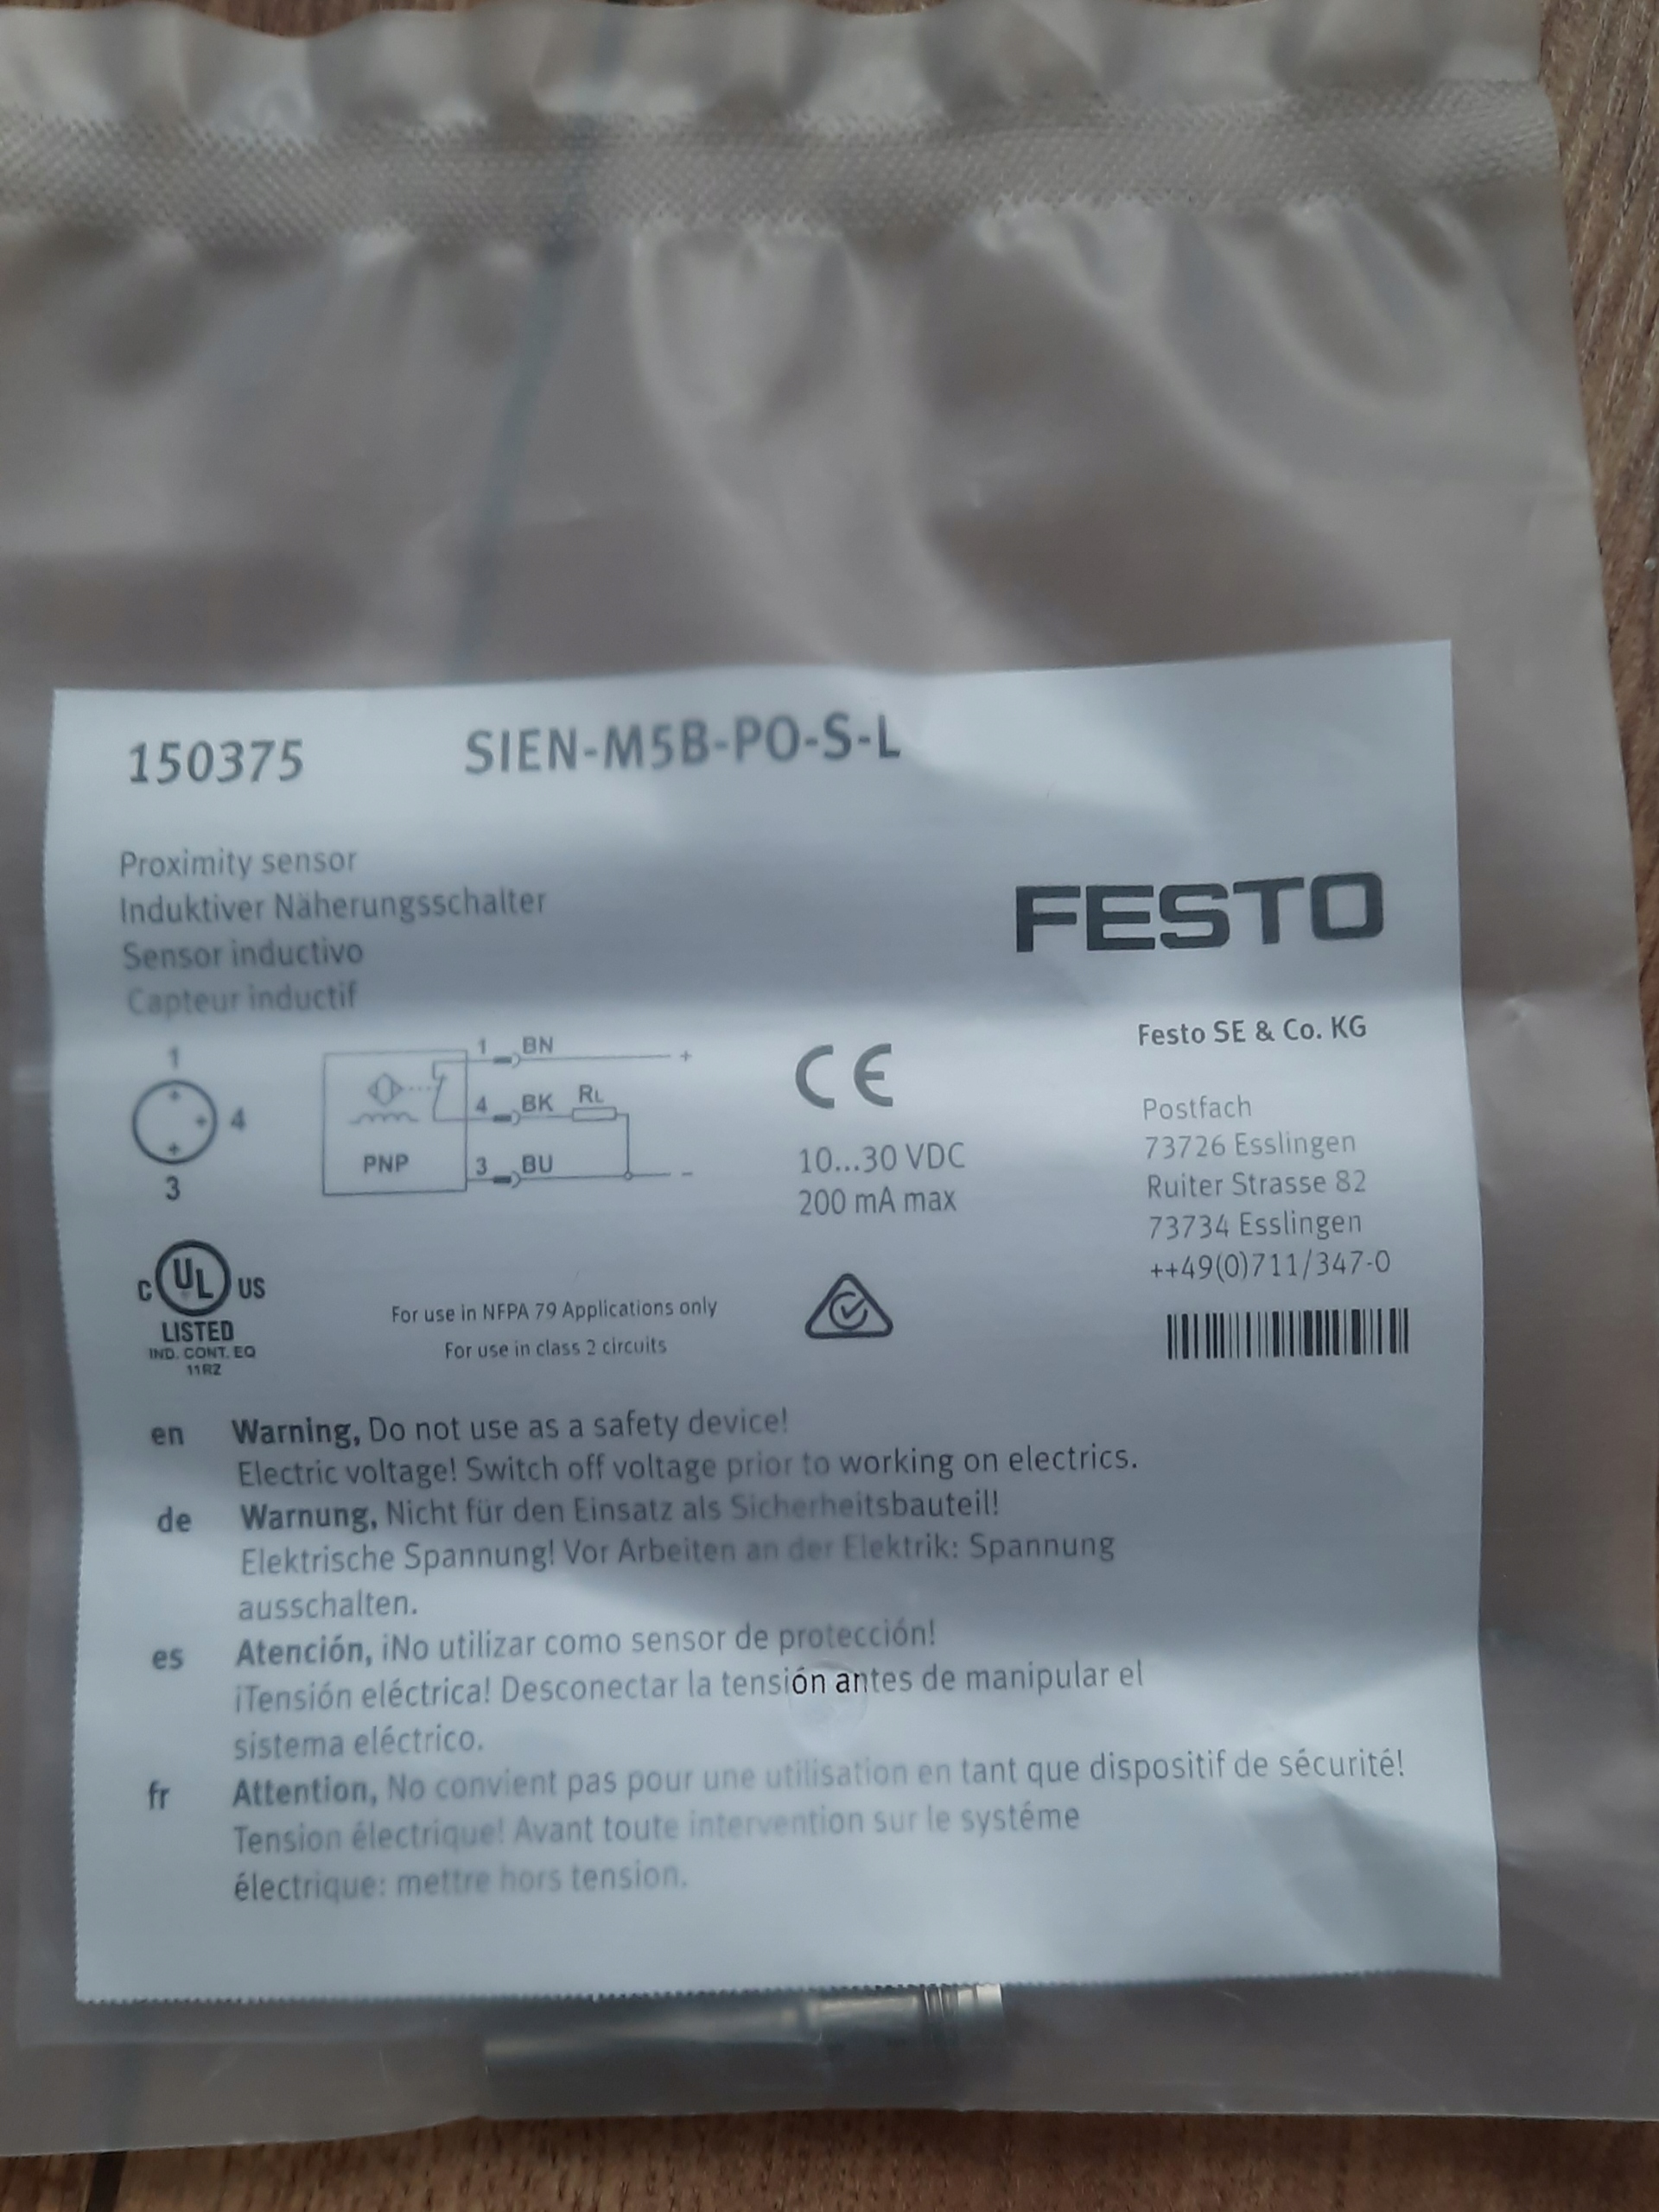 150375 SIEN-M5B-PO-S-L
Proximity sensor
Induktiver Näherungsschalter
Sensor inductivo
Capteur inductif
FESTO
Festo SE & Co. KG
Postfach
73726 Esslingen
Ruiter Strasse 82
73734 Esslingen
++49(0)711/347-0
1
4
3
1 BN +
4 BK RL
PNP 3 BU -
CE
10...30 VDC
200 mA max
C UL US
LISTED
IND. CONT. EQ
11RZ
For use in NFPA 79 Applications only
For use in class 2 circuits
en Warning, Do not use as a safety device!
Electric voltage! Switch off voltage prior to working on electrics.
de Warnung, Nicht für den Einsatz als Sicherheitsbauteil!
Elektrische Spannung! Vor Arbeiten an der Elektrik: Spannung
ausschalten.
es Atención, ¡No utilizar como sensor de protección!
¡Tensión eléctrica! Desconectar la tensión antes de manipular el
sistema eléctrico.
fr Attention, No convient pas pour une utilisation en tant que dispositif de sécurité!
Tension électrique! Avant toute intervention sur le systéme
électrique: mettre hors tension.